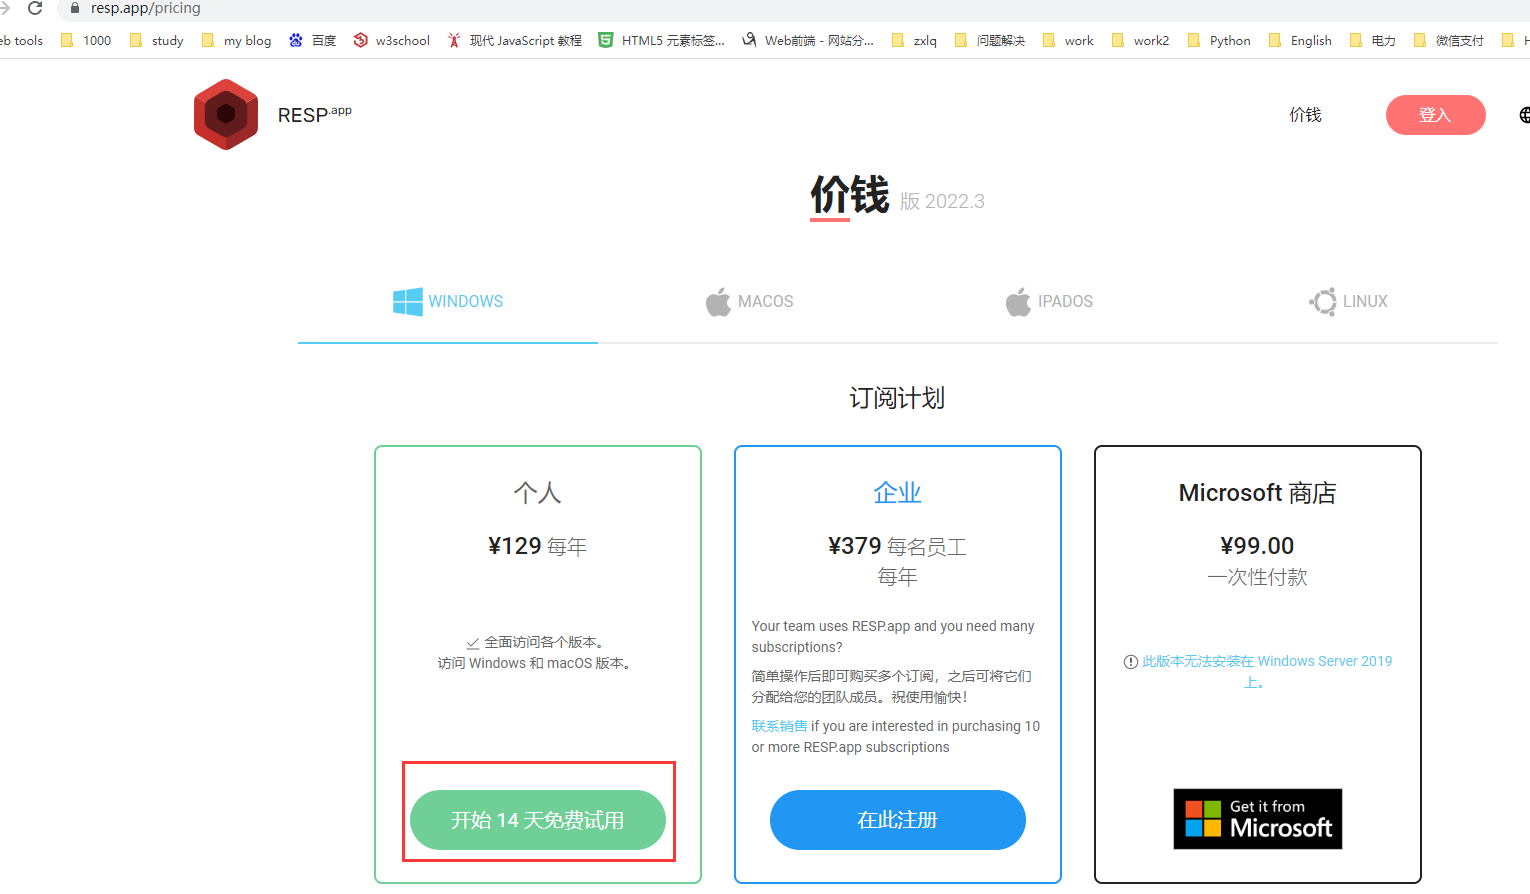 resp.app/pricing
eb tools 1000 study my blog 百度 w3school 现代 JavaScript 教程 HTML5 元素标签... Web前端 - 网站分... zxlq 问题解决 work work2 Python English 电力 微信支付 H
RESP.app
价钱
登入
价钱 版 2022.3
WINDOWS MACOS IPADOS LINUX
订阅计划
个人
¥129 每年
全面访问各个版本。
访问 Windows 和 macOS 版本。
开始 14 天免费试用
企业
¥379 每名员工
每年
Your team uses RESP.app and you need many
subscriptions?
简单操作后即可购买多个订阅，之后可将它们
分配给您的团队成员。祝使用愉快！
联系销售 if you are interested in purchasing 10
or more RESP.app subscriptions
在此注册
Microsoft 商店
¥99.00
一次性付款
此版本无法安装在 Windows Server 2019
上。
Get it from
Microsoft